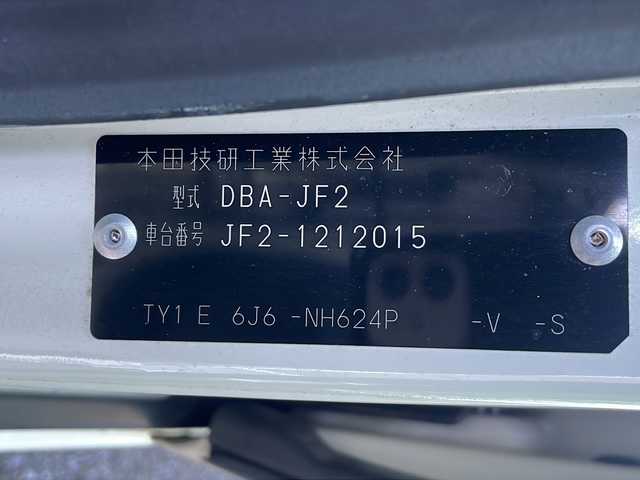 本田技研工業株式会社
型式 DBA-JF2
車台番号 JF2-1212015
JY1 E 6J6 -NH624P -V -S